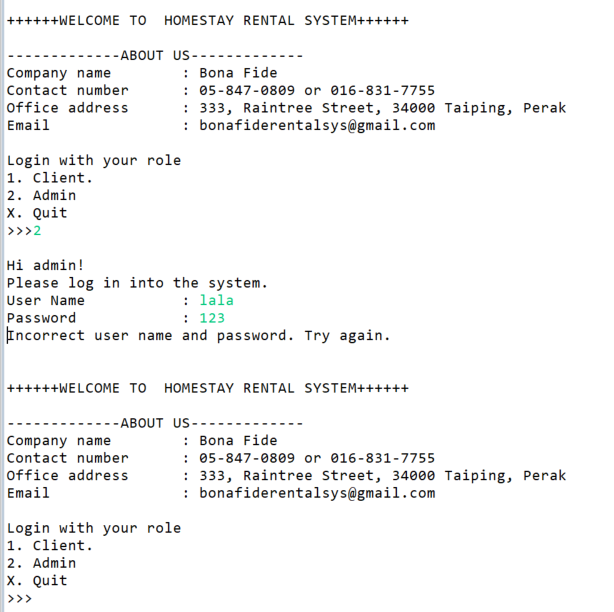 ++++++WELCOME TO  HOMESTAY RENTAL SYSTEM++++++
-------------ABOUT US-------------
Company name        : Bona Fide
Contact number      : 05-847-0809 or 016-831-7755
Office address      : 333, Raintree Street, 34000 Taiping, Perak
Email               : bonafiderentalsys@gmail.com
Login with your role
1. Client.
2. Admin
X. Quit
>>>2
Hi admin!
Please log in into the system.
User Name           : lala
Password            : 123
Incorrect user name and password. Try again.
++++++WELCOME TO  HOMESTAY RENTAL SYSTEM++++++
-------------ABOUT US-------------
Company name        : Bona Fide
Contact number      : 05-847-0809 or 016-831-7755
Office address      : 333, Raintree Street, 34000 Taiping, Perak
Email               : bonafiderentalsys@gmail.com
Login with your role
1. Client.
2. Admin
X. Quit
>>>